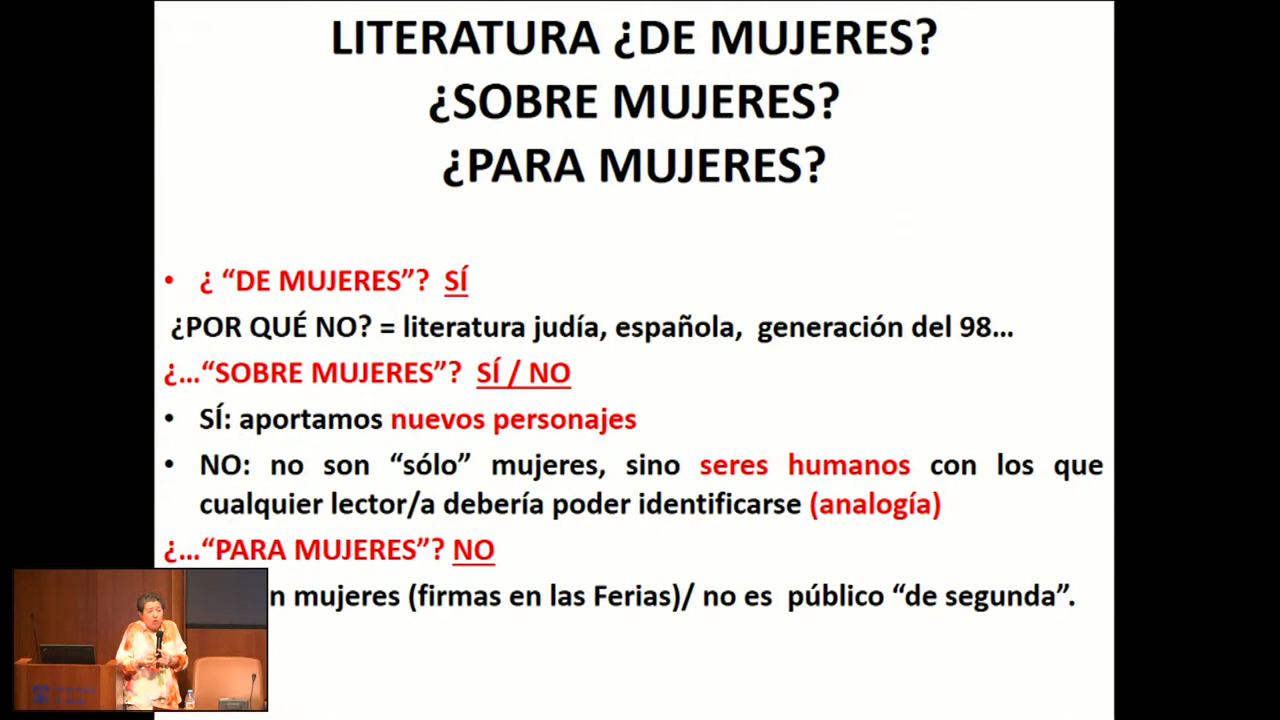 LITERATURA ¿DE MUJERES?
¿SOBRE MUJERES?
¿PARA MUJERES?
• ¿ “DE MUJERES”? SÍ
¿POR QUÉ NO? = literatura judía, española, generación del 98…
¿…“SOBRE MUJERES”? SÍ / NO
• SÍ: aportamos nuevos personajes
• NO: no son “sólo” mujeres, sino seres humanos con los que
cualquier lector/a debería poder identificarse (analogía)
¿…“PARA MUJERES”? NO
mujeres (firmas en las Ferias)/ no es público “de segunda”.